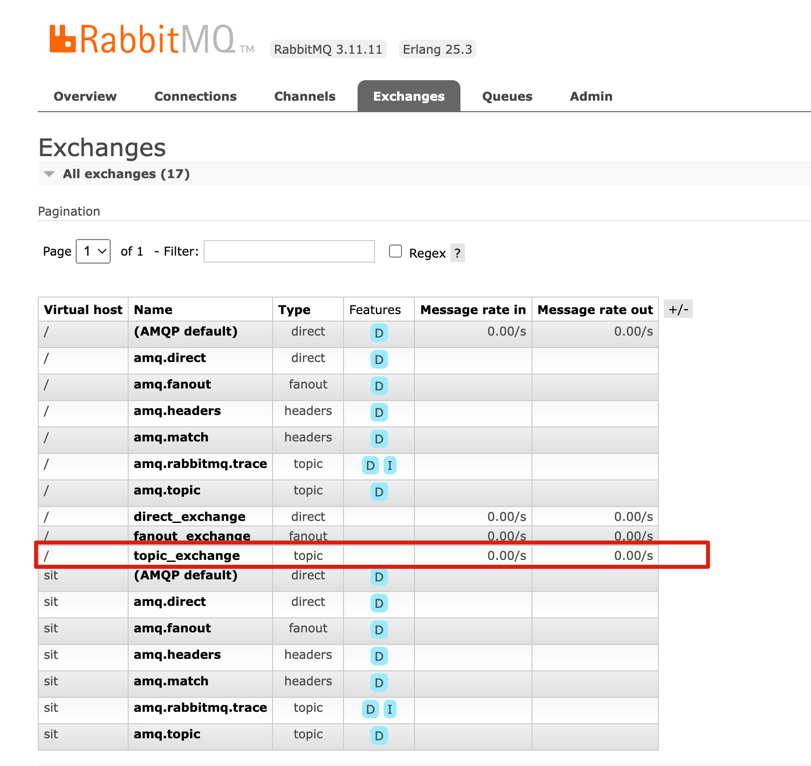 RabbitMQ TM RabbitMQ 3.11.11 Erlang 25.3
Overview Connections Channels Exchanges Queues Admin
Exchanges
All exchanges (17)
Pagination
Page 1 of 1 - Filter: Regex ?
Virtual host Name Type Features Message rate in Message rate out +/-
/ (AMQP default) direct D 0.00/s 0.00/s
/ amq.direct direct D
/ amq.fanout fanout D
/ amq.headers headers D
/ amq.match headers D
/ amq.rabbitmq.trace topic D I
/ amq.topic topic D
/ direct_exchange direct 0.00/s 0.00/s
/ fanout_exchange fanout 0.00/s 0.00/s
/ topic_exchange topic 0.00/s 0.00/s
sit (AMQP default) direct D
sit amq.direct direct D
sit amq.fanout fanout D
sit amq.headers headers D
sit amq.match headers D
sit amq.rabbitmq.trace topic D I
sit amq.topic topic D